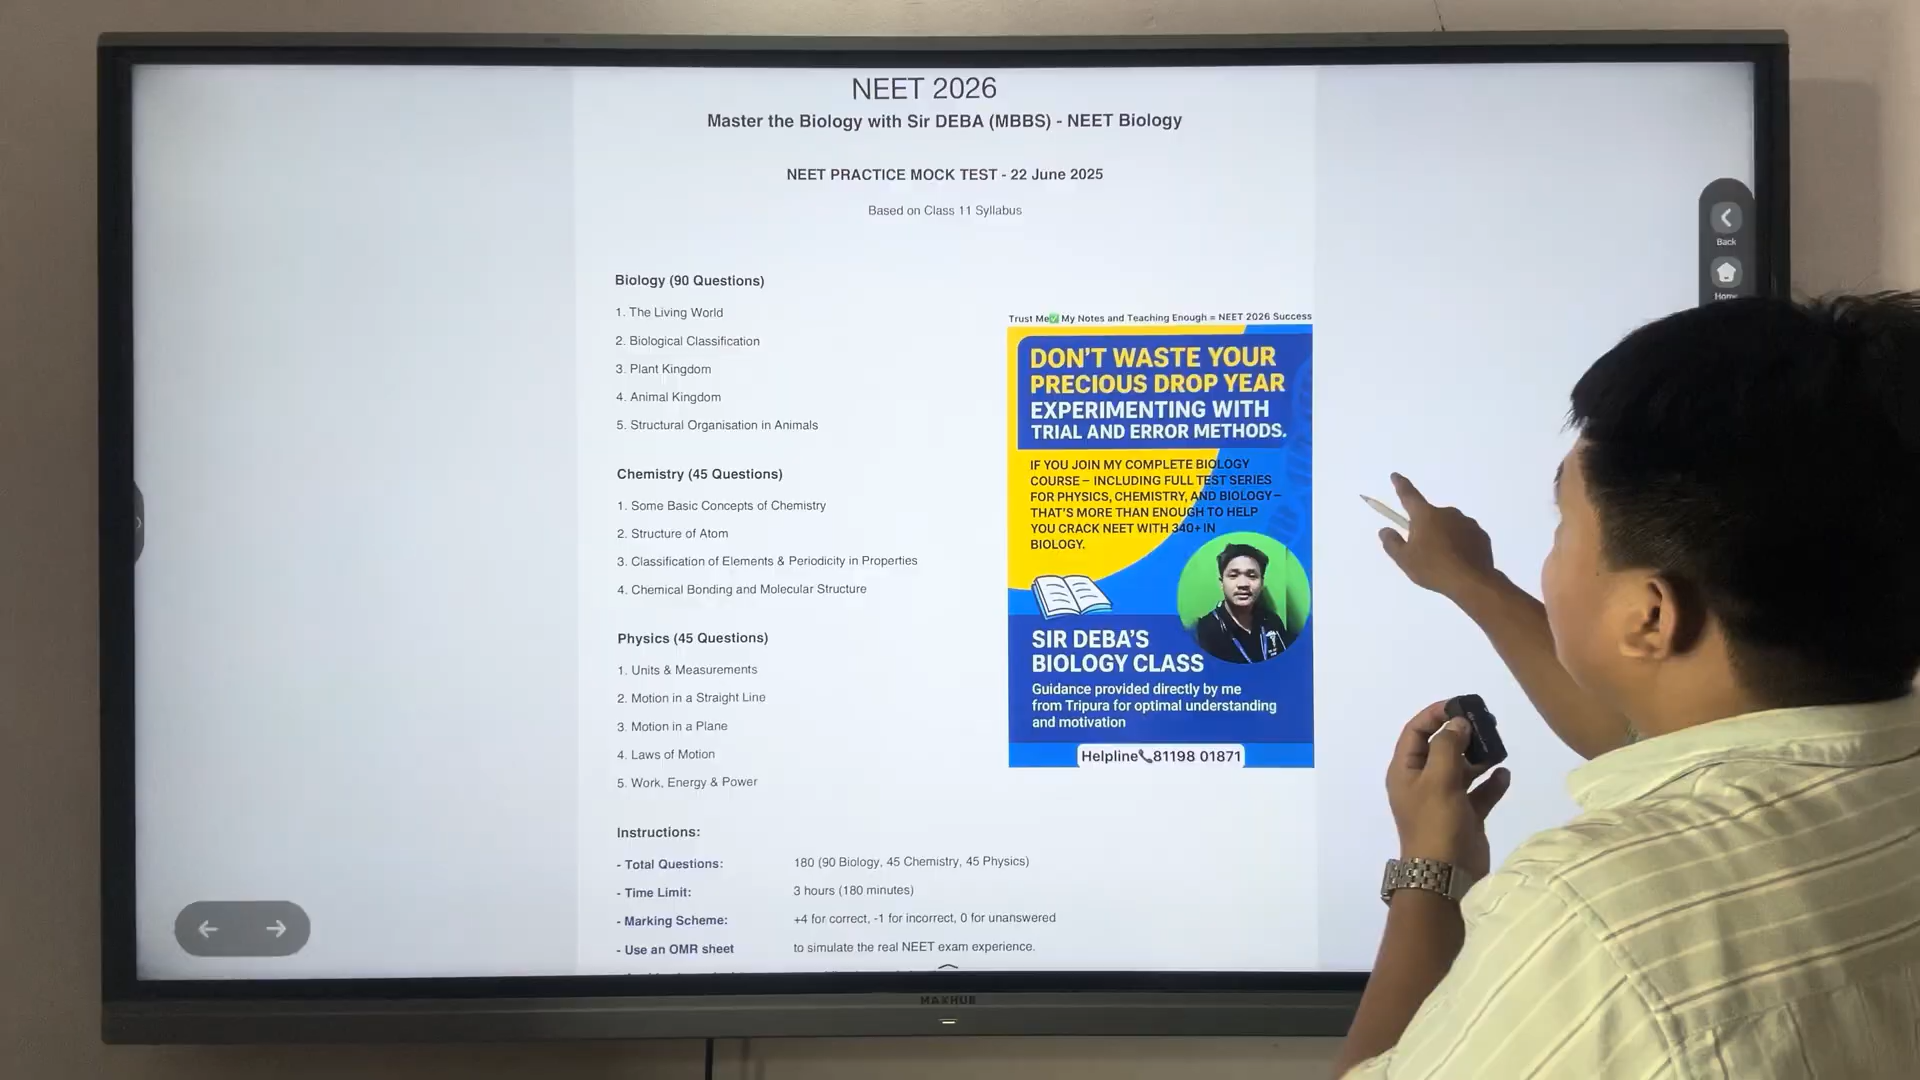 NEET 2026
Master the Biology with Sir DEBA (MBBS) - NEET Biology
NEET PRACTICE MOCK TEST - 22 June 2025
Based on Class 11 Syllabus
Biology (90 Questions)
1. The Living World
2. Biological Classification
3. Plant Kingdom
4. Animal Kingdom
5. Structural Organisation in Animals
Chemistry (45 Questions)
1. Some Basic Concepts of Chemistry
2. Structure of Atom
3. Classification of Elements & Periodicity in Properties
4. Chemical Bonding and Molecular Structure
Physics (45 Questions)
1. Units & Measurements
2. Motion in a Straight Line
3. Motion in a Plane
4. Laws of Motion
5. Work, Energy & Power
Instructions:
- Total Questions: 180 (90 Biology, 45 Chemistry, 45 Physics)
- Time Limit: 3 hours (180 minutes)
- Marking Scheme: +4 for correct, -1 for incorrect, 0 for unanswered
- Use an OMR sheet to simulate the real NEET exam experience.
Trust Me✅ My Notes and Teaching Enough = NEET 2026 Success
DON'T WASTE YOUR
PRECIOUS DROP YEAR
EXPERIMENTING WITH
TRIAL AND ERROR METHODS.
IF YOU JOIN MY COMPLETE BIOLOGY
COURSE – INCLUDING FULL TEST SERIES
FOR PHYSICS, CHEMISTRY, AND BIOLOGY –
THAT'S MORE THAN ENOUGH TO HELP
YOU CRACK NEET WITH 340+ IN
BIOLOGY.
SIR DEBA'S
BIOLOGY CLASS
Guidance provided directly by me
from Tripura for optimal understanding
and motivation
Helpline📞81198 01871
Back
Home
MAXHUB